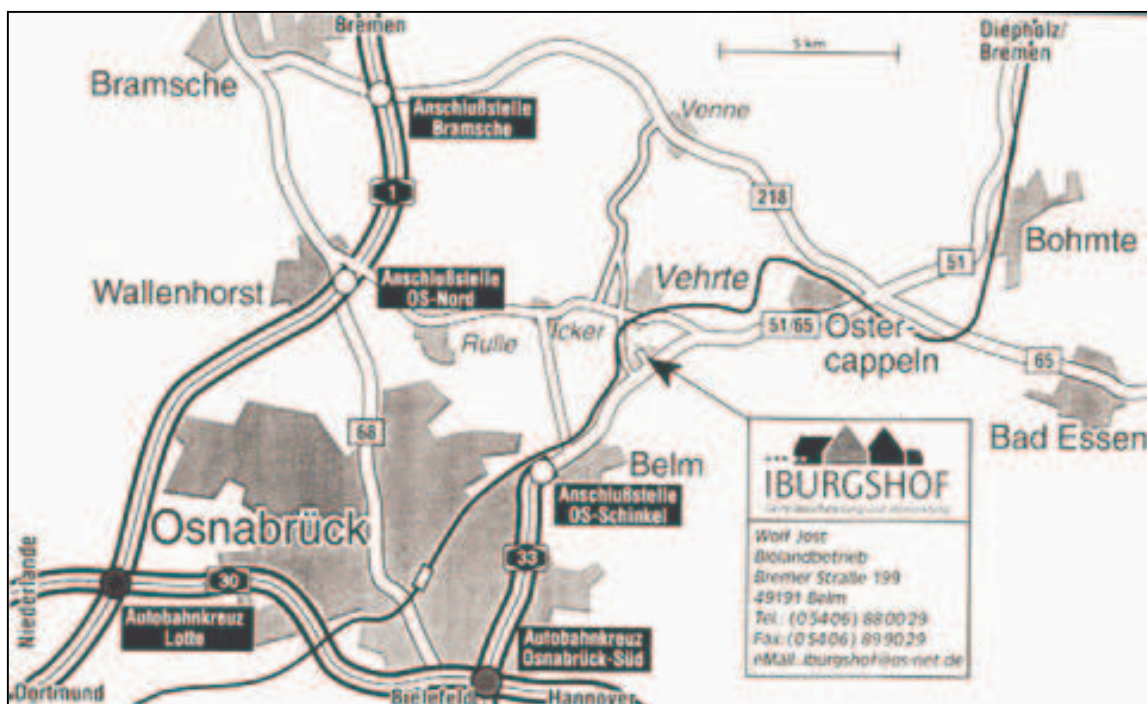 Bremen
5 km
Diepholz/
Bremen
Bramsche
Anschlußstelle
Bramsche
Venne
1
218
Bohmte
51
Wallenhorst
Anschlußstelle
OS-Nord
Vehrte
Rulle
Icker
51/65
Oster-
cappeln
65
Bad Essen
68
Belm
Anschlußstelle
OS-Schinkel
IBURGSHOF
Wolf Jost
Biolandbetrieb
Bremer Straße 199
49191 Belm
Tel.: (05406) 880029
Fax: (05406) 899029
eMail: iburgshof@os-net.de
Osnabrück
33
30
Niederlande
Autobahnkreuz
Lotte
Autobahnkreuz
Osnabrück-Süd
Dortmund
Bielefeld
Hannover